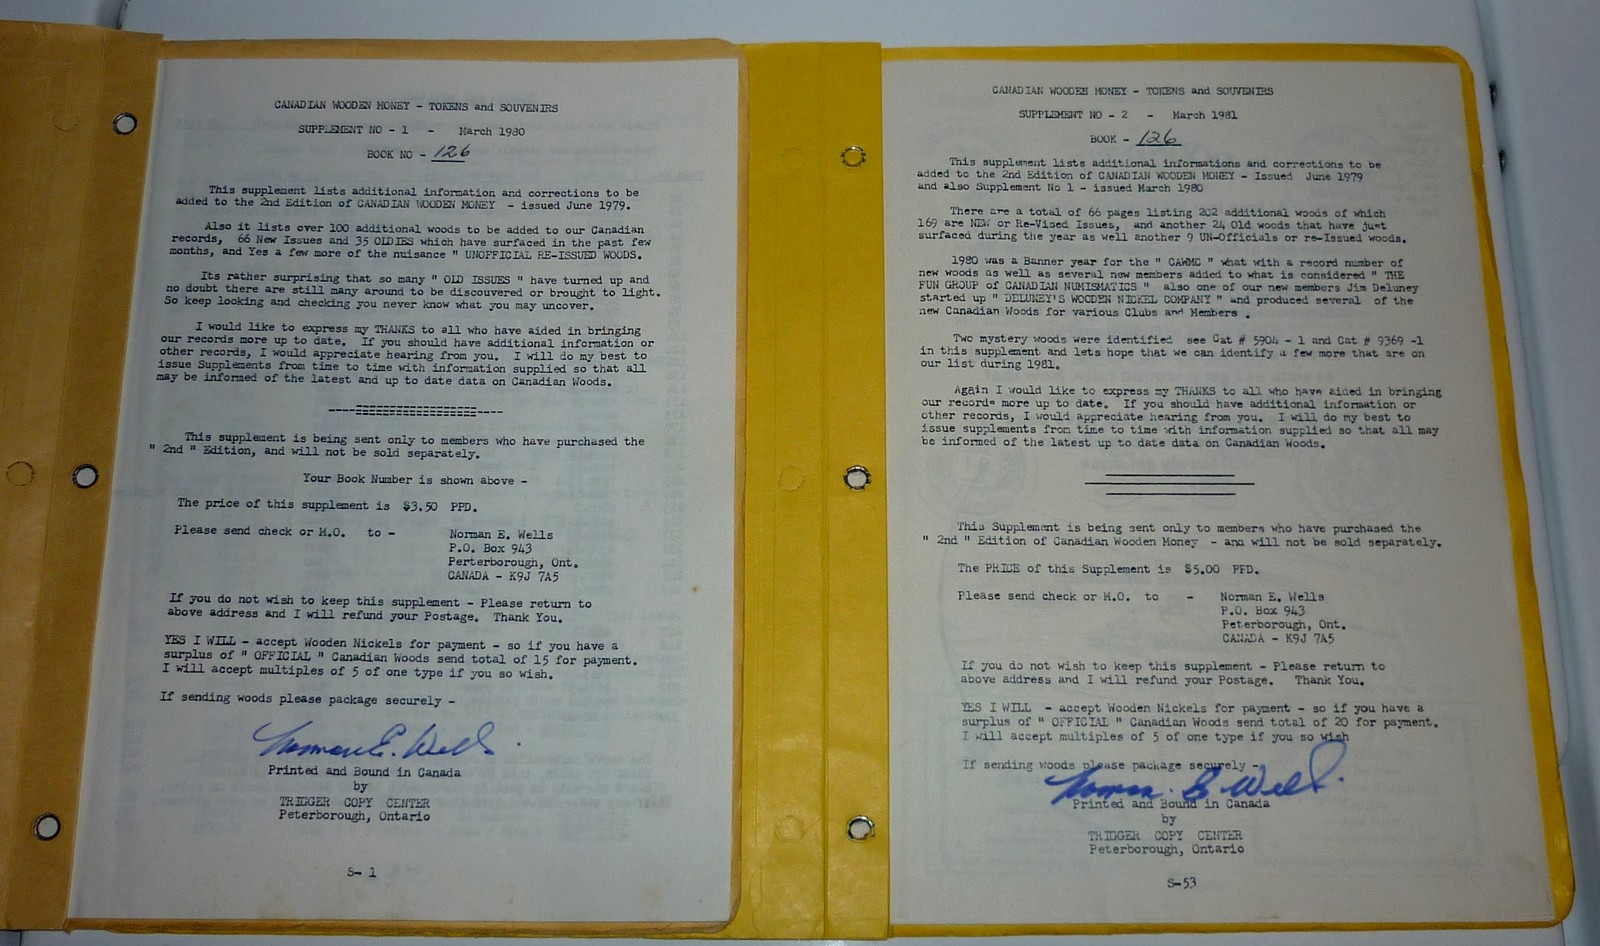 CANADIAN WOODEN MONEY - TOKENS and SOUVENIRS
SUPPLEMENT NO - 1 - March 1980
BOOK NO - 126
This supplement lists additional information and corrections to be
added to the 2nd Edition of CANADIAN WOODEN MONEY - issued June 1979.
Also it lists over 100 additional woods to be added to our Canadian
records, 66 New Issues and 35 OLDIES which have surfaced in the past few
months, and Yes a few more of the nuisance " UNOFFICIAL RE-ISSUED WOODS.
Its rather surprising that so many " OLD ISSUES " have turned up and
no doubt there are still many around to be discouvered or brought to light.
So keep looking and checking you never know what you may uncover.
I would like to express my THANKS to all who have aided in bringing
our records more up to date. If you should have additional information or
other records, I would appreciate hearing from you. I will do my best to
issue Supplements from time to time with information supplied so that all
may be informed of the latest and up to date data on Canadian Woods.
This supplement is being sent only to members who have purchased the
" 2nd " Edition, and will not be sold separately.
Your Book Number is shown above -
The price of this supplement is $3.50 PPD.
Please send check or M.O. to - Norman E. Wells
P.O. Box 943
Perterborough, Ont.
CANADA - K9J 7A5
If you do not wish to keep this supplement - Please return to
above address and I will refund your Postage. Thank You.
YES I WILL - accept Wooden Nickels for payment - so if you have a
surplus of " OFFICIAL " Canadian Woods send total of 15 for payment.
I will accept multiples of 5 of one type if you so wish.
If sending woods please package securely -
Norman E. Wells
Printed and Bound in Canada
by
TRIGGER COPY CENTER
Peterborough, Ontario
S- 1
CANADIAN WOODEN MONEY - TOKENS and SOUVENIRS
SUPPLEMENT NO - 2 - March 1981
BOOK - 126
This supplement lists additional informations and corrections to be
added to the 2nd Edition of CANADIAN WOODEN MONEY - Issued June 1979
and also Supplement No 1 - issued March 1980
There are a total of 66 pages listing 202 additional woods of which
169 are NEW or Re-Vised Issues, and another 24 Old woods that have just
surfaced during the year as well another 9 UN-Officials or re-Issued woods.
1980 was a Banner year for the " CAWMC " what with a record number of
new woods as well as several new members added to what is considered " THE
FUN GROUP of CANADIAN NUMISMATICS " also one of our new members Jim Deluney
started up " DELUNEY'S WOODEN NICKEL COMPANY " and produced several of the
new Canadian Woods for various Clubs and Members .
Two mystery woods were identified see Cat # 5904 - 1 and Cat # 9369 -1
in this supplement and lets hope that we can identify a few more that are on
our list during 1981.
Again I would like to express my THANKS to all who have aided in bringing
our records more up to date. If you should have additional information or
other records, I would appreciate hearing from you. I will do my best to
issue supplements from time to time with information supplied so that all may
be informed of the latest up to date data on Canadian Woods.
This Supplement is being sent only to members who have purchased the
" 2nd " Edition of Canadian Wooden Money - and will not be sold separately.
The PRICE of this Supplement is $5.00 PPD.
Please send check or M.O. to - Norman E. Wells
P.O. Box 943
Peterborough, Ont.
CANADA - K9J 7A5
If you do not wish to keep this supplement - Please return to
above address and I will refund your Postage. Thank You.
YES I WILL - accept Wooden Nickels for payment - so if you have a
surplus of " OFFICIAL " Canadian Woods send total of 20 for payment.
I will accept multiples of 5 of one type if you so wish
If sending woods please package securely -
Norman E Wells
Printed and Bound in Canada
by
TRIGGER COPY CENTER
Peterborough, Ontario
S-53